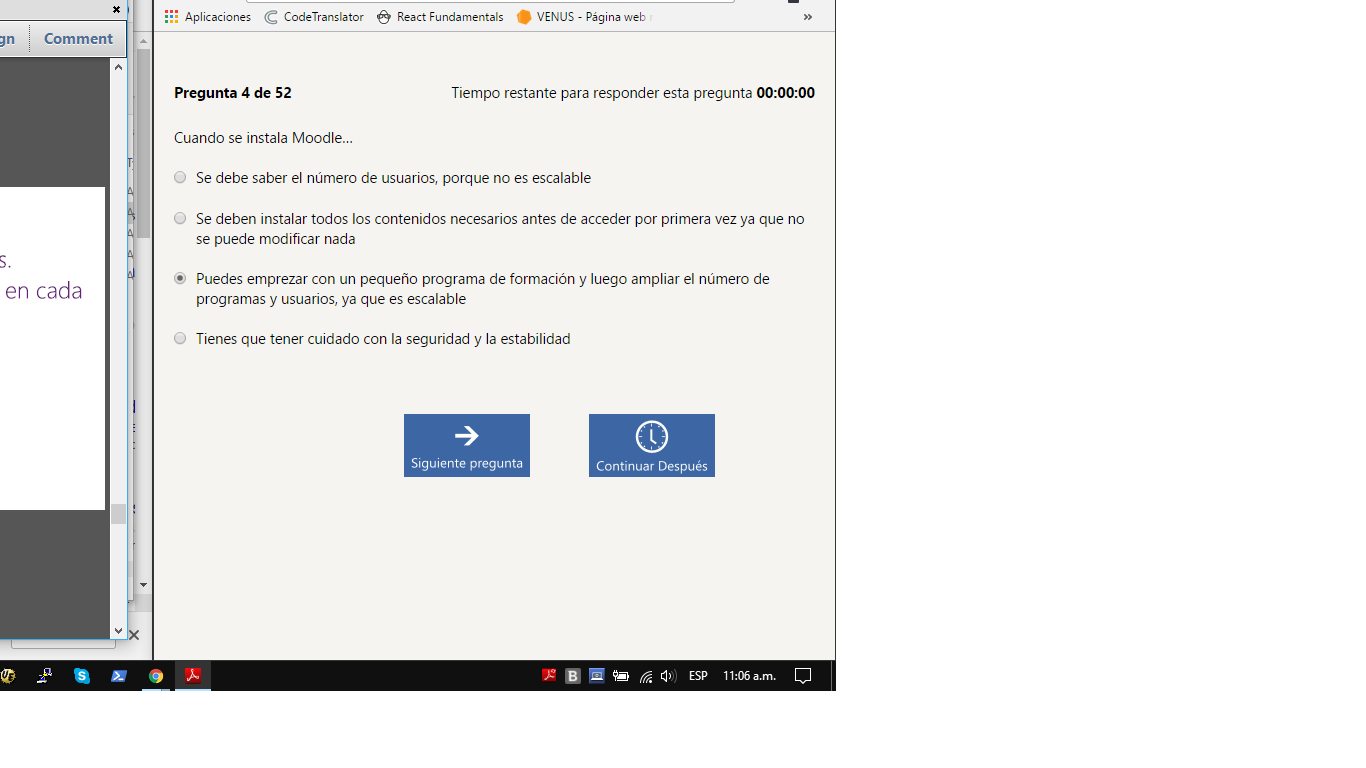 Aplicaciones CodeTranslator React Fundamentals VENUS - Página web »
gn Comment
Pregunta 4 de 52 Tiempo restante para responder esta pregunta 00:00:00
Cuando se instala Moodle...
Se debe saber el número de usuarios, porque no es escalable
Se deben instalar todos los contenidos necesarios antes de acceder por primera vez ya que no
se puede modificar nada
s.
en cada
Puedes emprezar con un pequeño programa de formación y luego ampliar el número de
programas y usuarios, ya que es escalable
Tienes que tener cuidado con la seguridad y la estabilidad
Siguiente pregunta
Continuar Después
ESP 11:06 a.m.